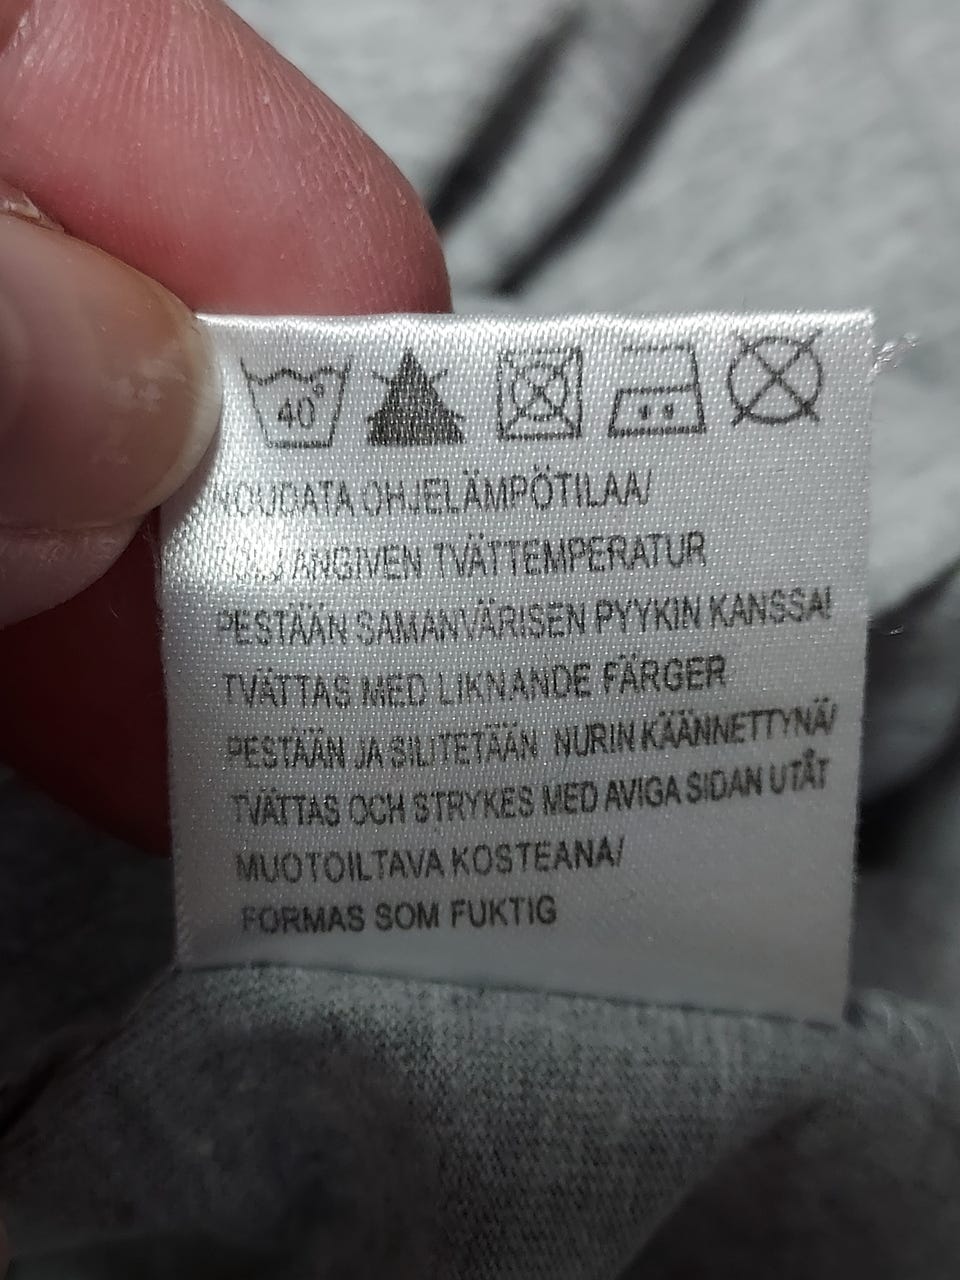 40°
NOUDATA OHJELÄMPÖTILAA/
ANGIVEN TVÄTTEMPERATUR
PESTÄÄN SAMANVÄRISEN PYYKIN KANSSA/
TVÄTTAS MED LIKNANDE FÄRGER
PESTÄÄN JA SILITETÄÄN NURIN KÄÄNNETTYNÄ/
TVÄTTAS OCH STRYKES MED AVIGA SIDAN UTÅT
MUOTOILTAVA KOSTEANA/
FORMAS SOM FUKTIG